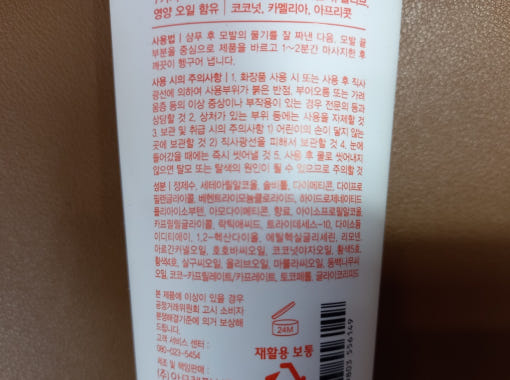 영양 오일 함유 | 코코넛, 카멜리아, 아프리콧
사용법 | 샴푸 후 모발의 물기를 잘 짜낸 다음, 모발 끝
부분을 중심으로 제품을 바르고 1~2분간 마사지한 후
깨끗이 헹구어 냅니다.
사용 시의 주의사항 | 1. 화장품 사용 시 또는 사용 후 직사
광선에 의하여 사용부위가 붉은 반점, 부어오름 또는 가려
움증 등의 이상 증상이나 부작용이 있는 경우 전문의 등과
상담할 것 2. 상처가 있는 부위 등에는 사용을 자제할 것
3. 보관 및 취급 시의 주의사항 1) 어린이의 손이 닿지 않는
곳에 보관할 것 2) 직사광선을 피해서 보관할 것 4. 눈에
들어갔을 때에는 즉시 씻어낼 것 5. 사용 후 물로 씻어내지
않으면 탈모 또는 탈색의 원인이 될 수 있으므로 주의할 것
성분 | 정제수, 세테아릴알코올, 솔비톨, 다이메티콘, 다이프로
필렌글라이콜, 베헨트라이모늄클로라이드, 하이드로제네이티드
폴리아이소부텐, 아모다이메티콘, 향료, 아이소프로필알코올
카프릴릴글라이콜, 락틱애씨드, 트라이데세스-10, 다이소듐
이디티에이, 1,2-헥산다이올, 에틸헥실글리세린, 리모넨,
아르간커넬오일, 호호바씨오일, 코코넛야자오일, 황색5호,
황색4호, 살구씨오일, 올리브오일, 마룰라씨오일, 동백나무씨
오일, 코코-카프릴레이트/카프레이트, 토코페롤, 글라이코리피드
본 제품에 이상이 있을 경우
공정거래위원회 고시 소비자
분쟁해결기준에 의거 보상해
드립니다.
고객 서비스 센터 :
080-023-5454
제조 및 책임판매 :
24M
재활용 보통
8803 556149